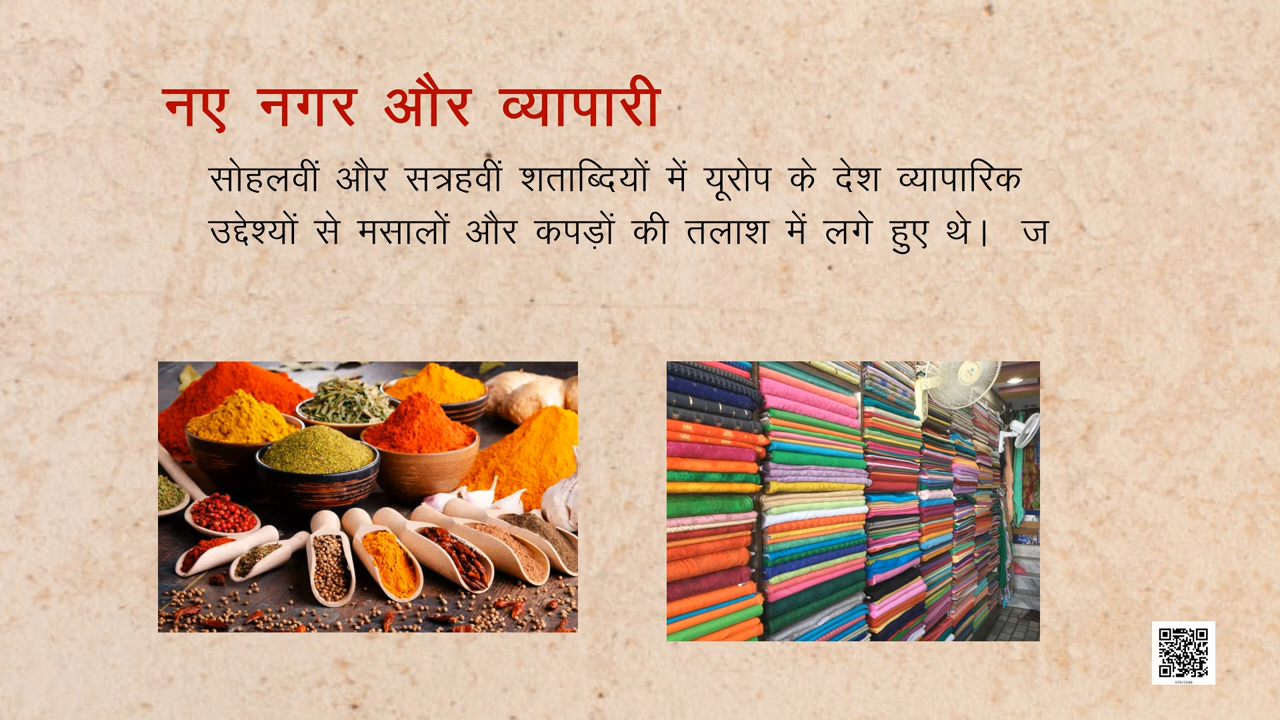 नए नगर और व्यापारी
सोहलवीं और सत्रहवीं शताब्दियों में यूरोप के देश व्यापारिक
उद्देश्यों से मसालों और कपड़ों की तलाश में लगे हुए थे। ज